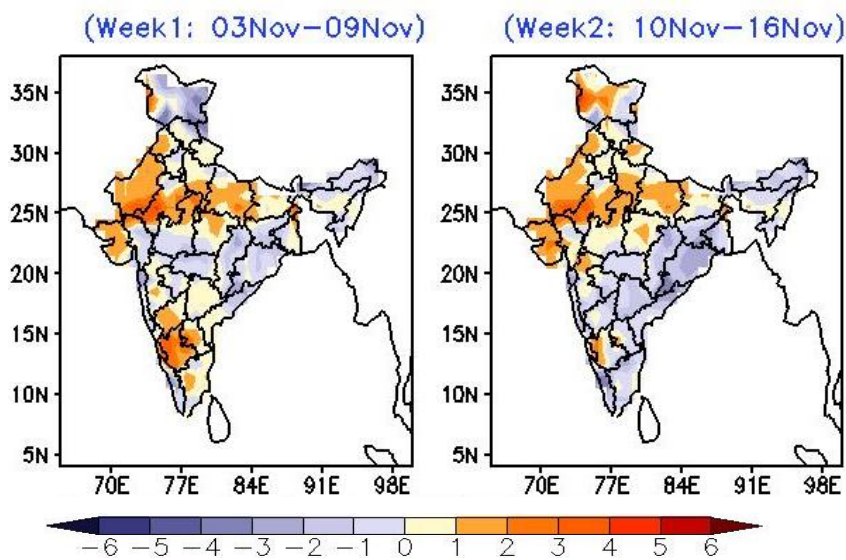 (Week1: 03Nov-09Nov) (Week2: 10Nov-16Nov)
35N 35N
30N 30N
25N 25N
20N 20N
15N 15N
10N 10N
5N 5N
70E 77E 84E 91E 98E 70E 77E 84E 91E 98E
-6 -5 -4 -3 -2 -1 0 1 2 3 4 5 6